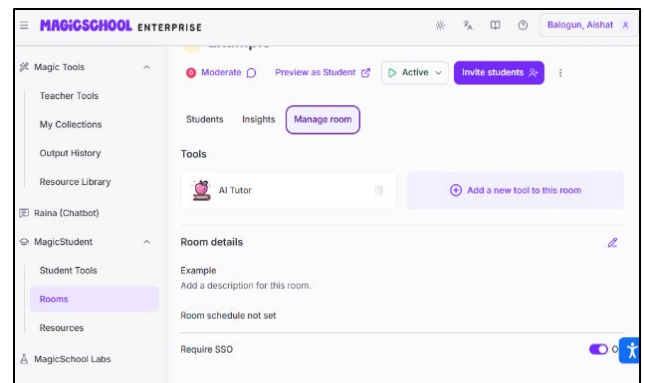 MAGICSCHOOL ENTERPRISE
Balogun, Aishat
Magic Tools
Teacher Tools
My Collections
Output History
Resource Library
Raina (Chatbot)
MagicStudent
Student Tools
Rooms
Resources
MagicSchool Labs
0 Moderate
Preview as Student
Active
Invite students
Students
Insights
Manage room
Tools
AI Tutor
Add a new tool to this room
Room details
Example
Add a description for this room.
Room schedule not set
Require SSO